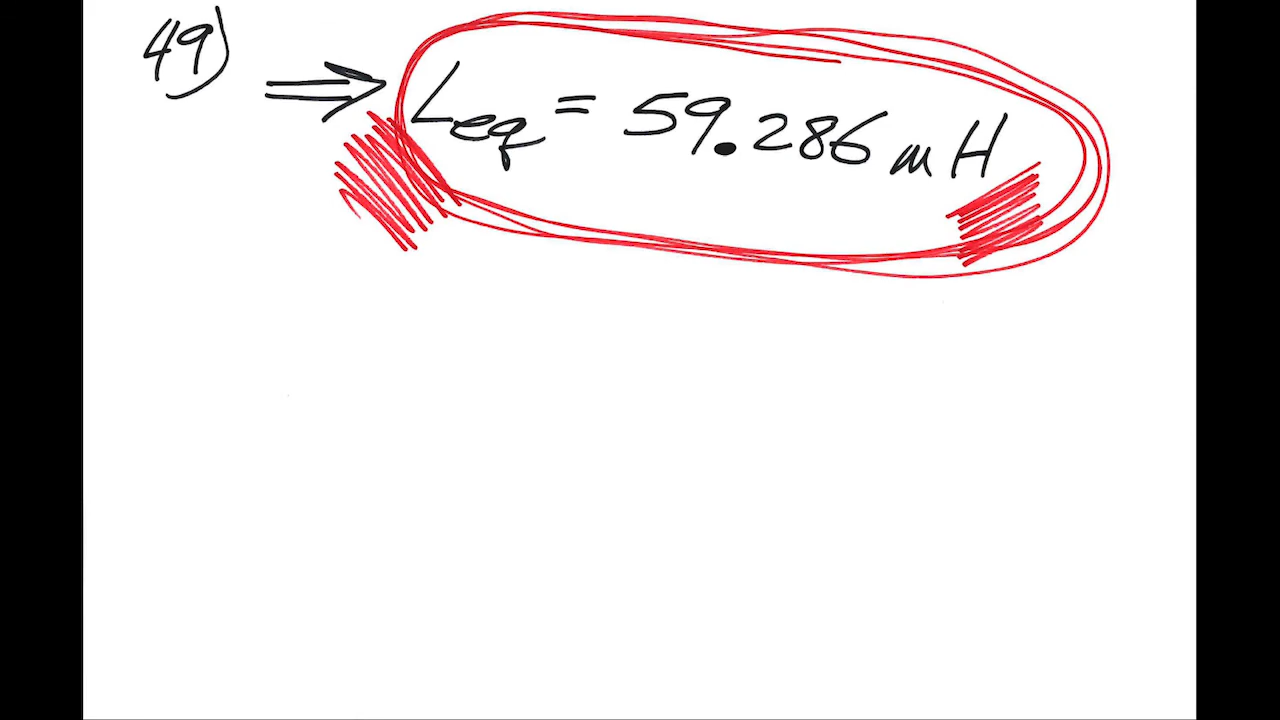 49)
⇒ Leq = 59.286 mH